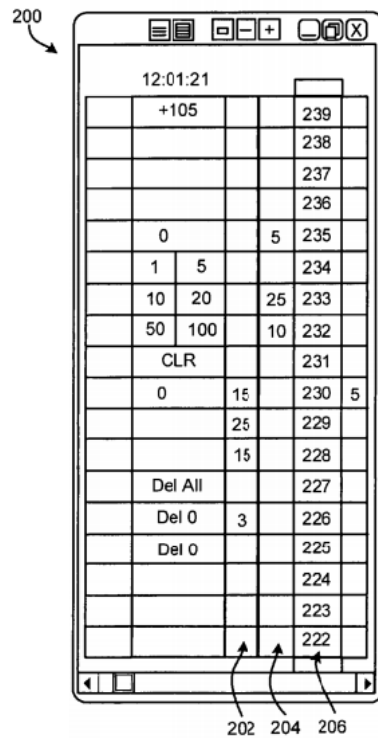 200
X
12:01:21
+105 239
238
237
236
0 5 235
1 5 234
10 20 25 233
50 100 10 232
CLR 231
0 15 230 5
25 229
15 228
Del All 227
Del 0 3 226
Del 0 225
224
223
222
202 204 206